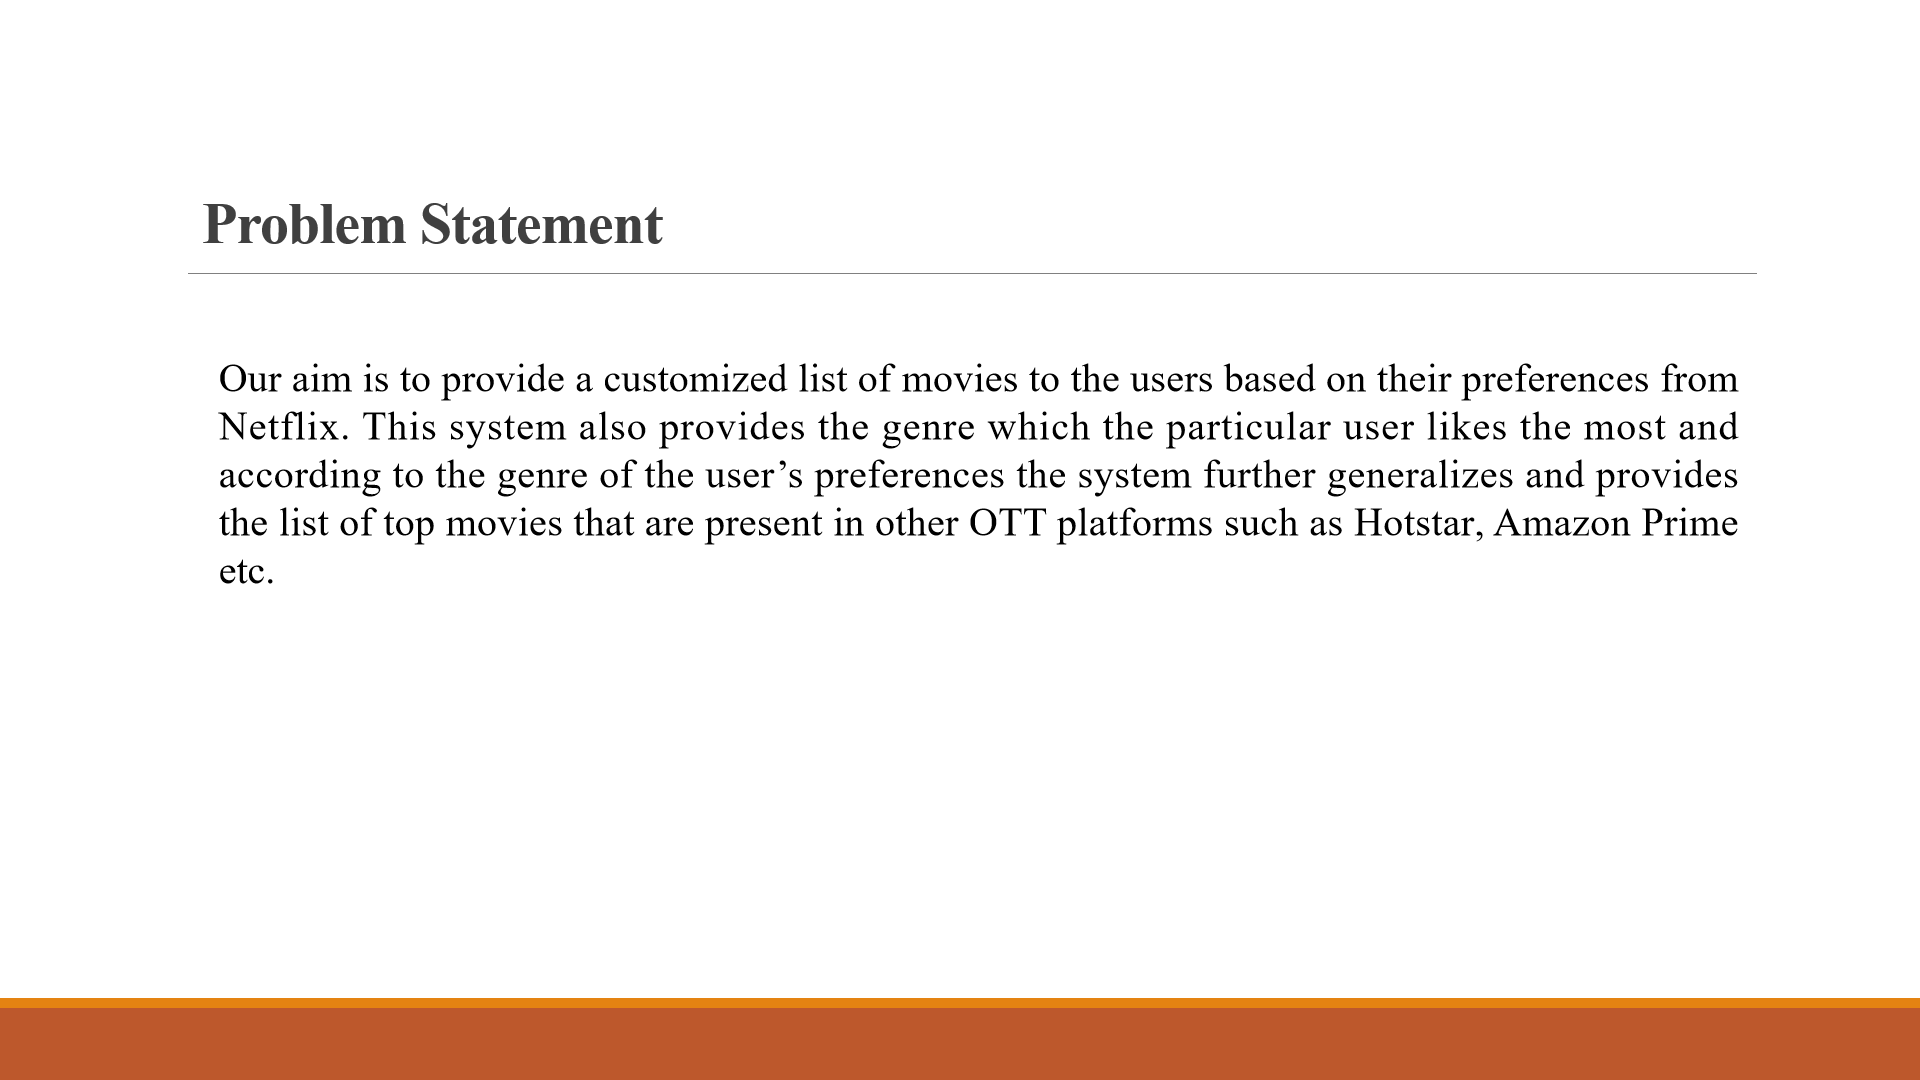 Problem Statement
Our aim is to provide a customized list of movies to the users based on their preferences from
Netflix. This system also provides the genre which the particular user likes the most and
according to the genre of the user’s preferences the system further generalizes and provides
the list of top movies that are present in other OTT platforms such as Hotstar, Amazon Prime
etc.